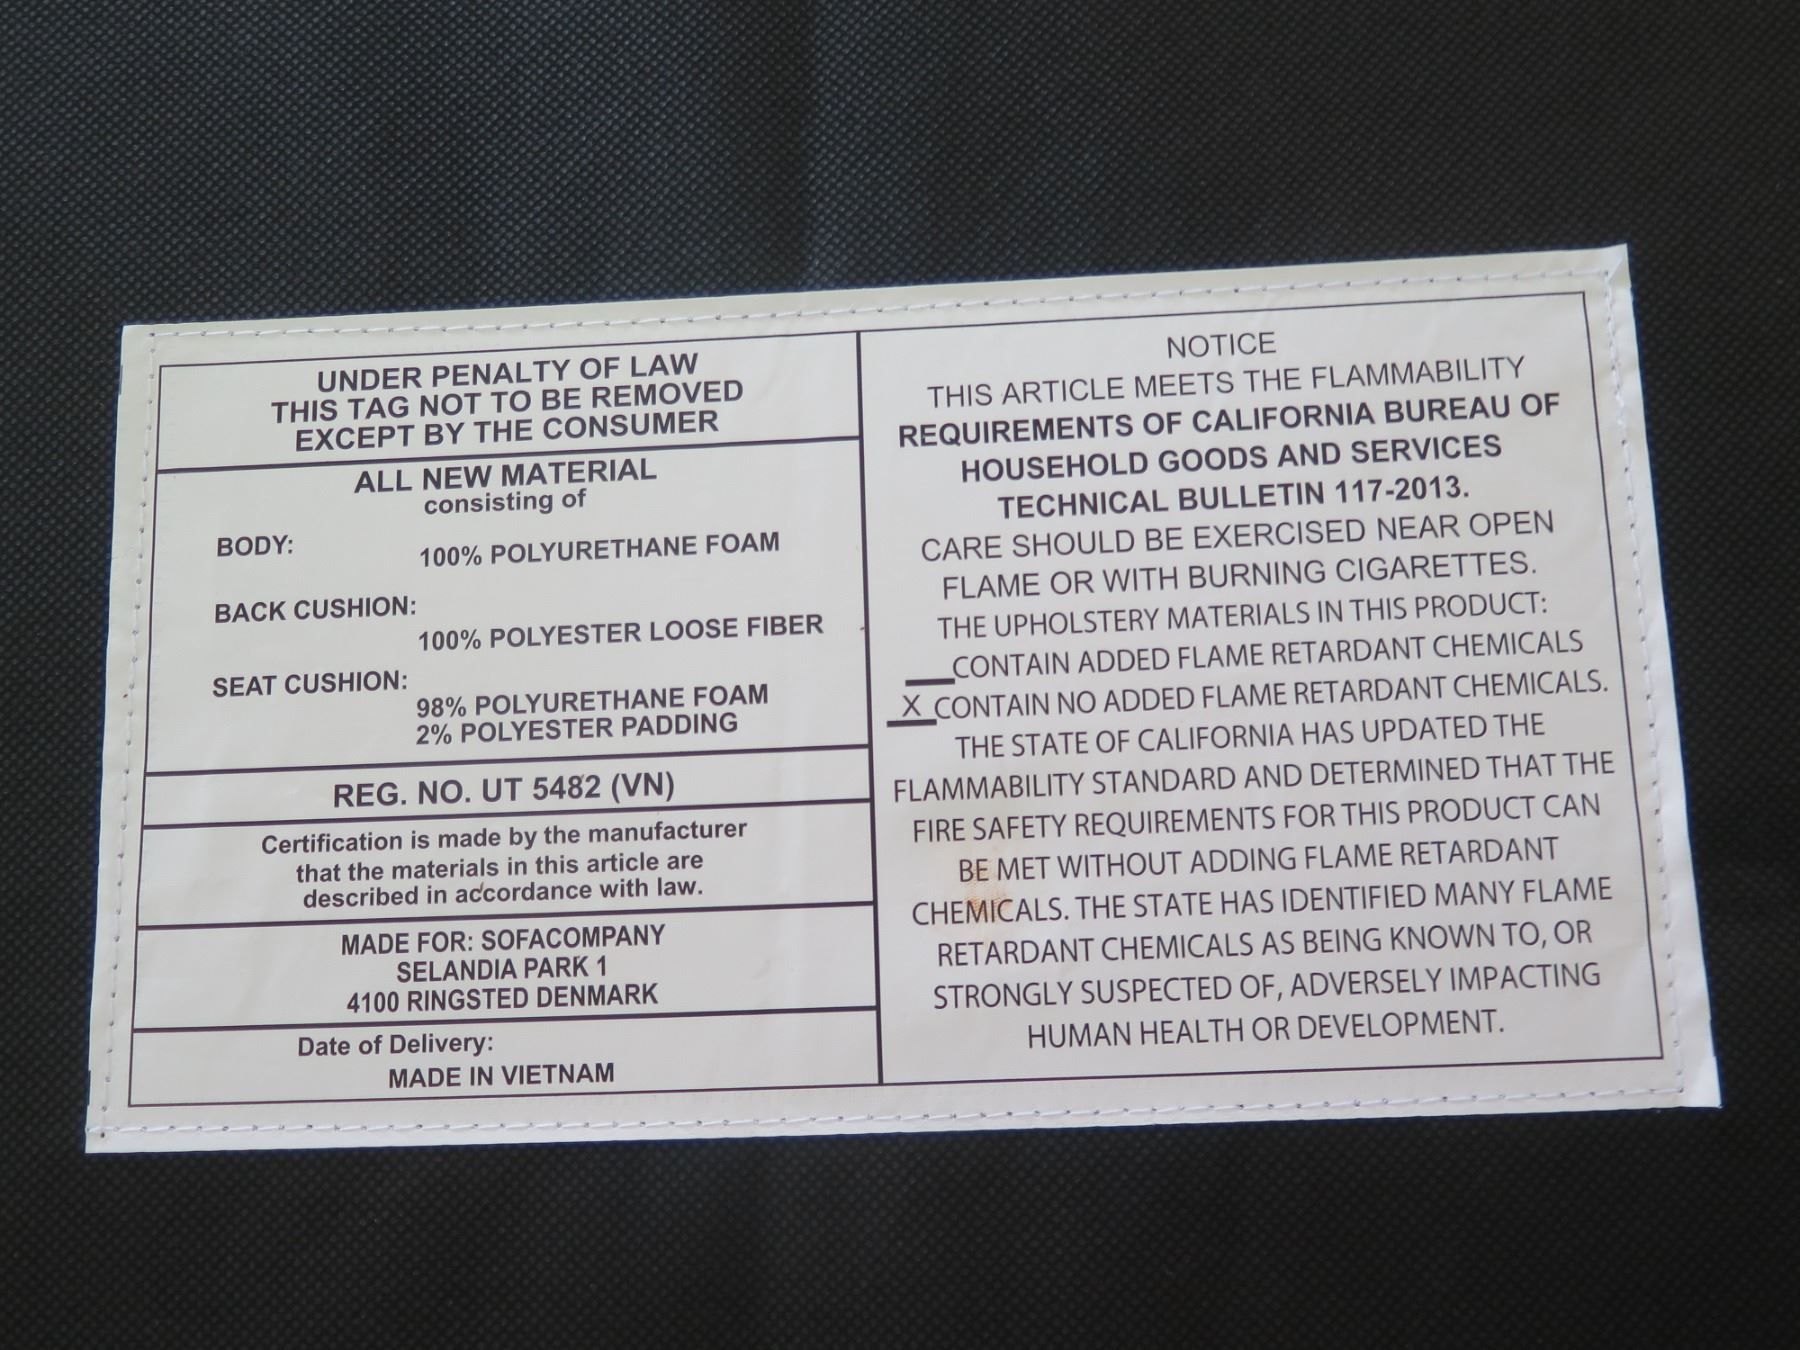 UNDER PENALTY OF LAW
THIS TAG NOT TO BE REMOVED
EXCEPT BY THE CONSUMER
ALL NEW MATERIAL
consisting of
BODY:
100% POLYURETHANE FOAM
BACK CUSHION:
100% POLYESTER LOOSE FIBER
SEAT CUSHION:
98% POLYURETHANE FOAM
2% POLYESTER PADDING
REG. NO. UT 5482 (VN)
Certification is made by the manufacturer
that the materials in this article are
described in accordance with law.
MADE FOR: SOFACOMPANY
SELANDIA PARK 1
4100 RINGSTED DENMARK
Date of Delivery:
MADE IN VIETNAM
NOTICE
THIS ARTICLE MEETS THE FLAMMABILITY
REQUIREMENTS OF CALIFORNIA BUREAU OF
HOUSEHOLD GOODS AND SERVICES
TECHNICAL BULLETIN 117-2013.
CARE SHOULD BE EXERCISED NEAR OPEN
FLAME OR WITH BURNING CIGARETTES.
THE UPHOLSTERY MATERIALS IN THIS PRODUCT:
___CONTAIN ADDED FLAME RETARDANT CHEMICALS
_X_CONTAIN NO ADDED FLAME RETARDANT CHEMICALS.
THE STATE OF CALIFORNIA HAS UPDATED THE
FLAMMABILITY STANDARD AND DETERMINED THAT THE
FIRE SAFETY REQUIREMENTS FOR THIS PRODUCT CAN
BE MET WITHOUT ADDING FLAME RETARDANT
CHEMICALS. THE STATE HAS IDENTIFIED MANY FLAME
RETARDANT CHEMICALS AS BEING KNOWN TO, OR
STRONGLY SUSPECTED OF, ADVERSELY IMPACTING
HUMAN HEALTH OR DEVELOPMENT.